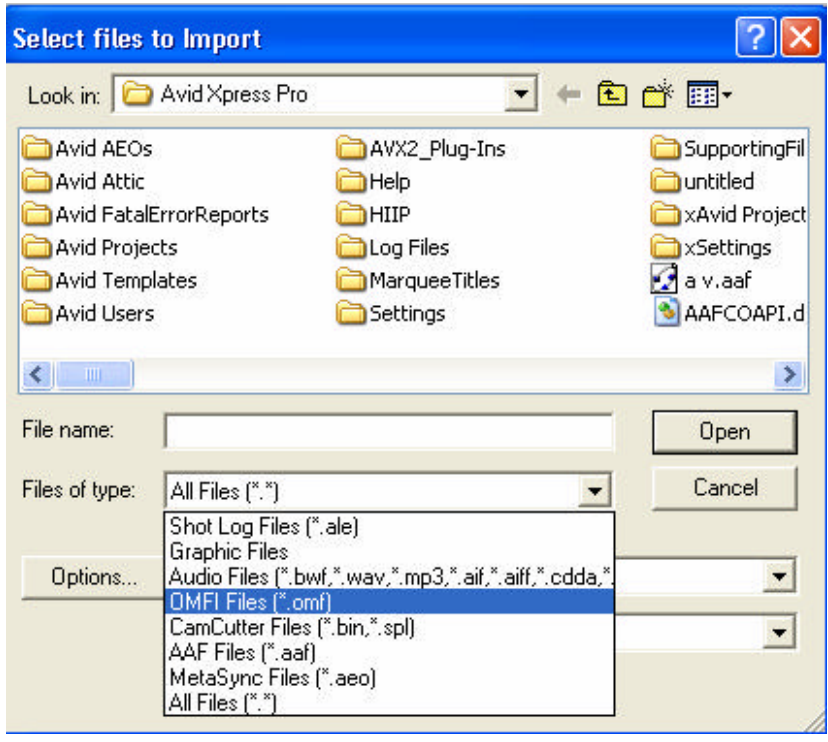 Select files to Import
Look in: Avid Xpress Pro
Avid AEOs
Avid Attic
Avid FatalErrorReports
Avid Projects
Avid Templates
Avid Users
AVX2_Plug-Ins
Help
HIIP
Log Files
MarqueeTitles
Settings
SupportingFil
untitled
xAvid Project
xSettings
a v.aaf
AAFCOAPI.d
File name:
Open
Files of type: All Files (*.*)
Cancel
Shot Log Files (*.ale)
Graphic Files
Options...
Audio Files (*.bwf,*.wav,*.mp3,*.aif,*.aiff,*.cdda,*.
OMFI Files (*.omf)
CamCutter Files (*.bin,*.spl)
AAF Files (*.aaf)
MetaSync Files (*.aeo)
All Files (*.*)